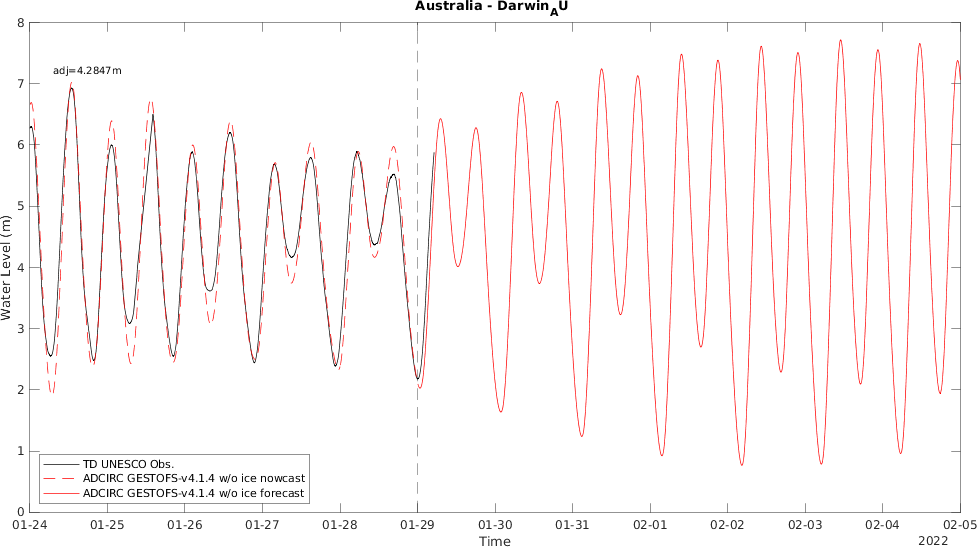 Australia - DarwinAU
adj=4.2847m
8
7
6
5
4
3
2
1
0
Water Level (m)
TD UNESCO Obs.
ADCIRC GESTOFS-v4.1.4 w/o ice nowcast
ADCIRC GESTOFS-v4.1.4 w/o ice forecast
01-24 01-25 01-26 01-27 01-28 01-29 01-30 01-31 02-01 02-02 02-03 02-04 02-05
Time
2022